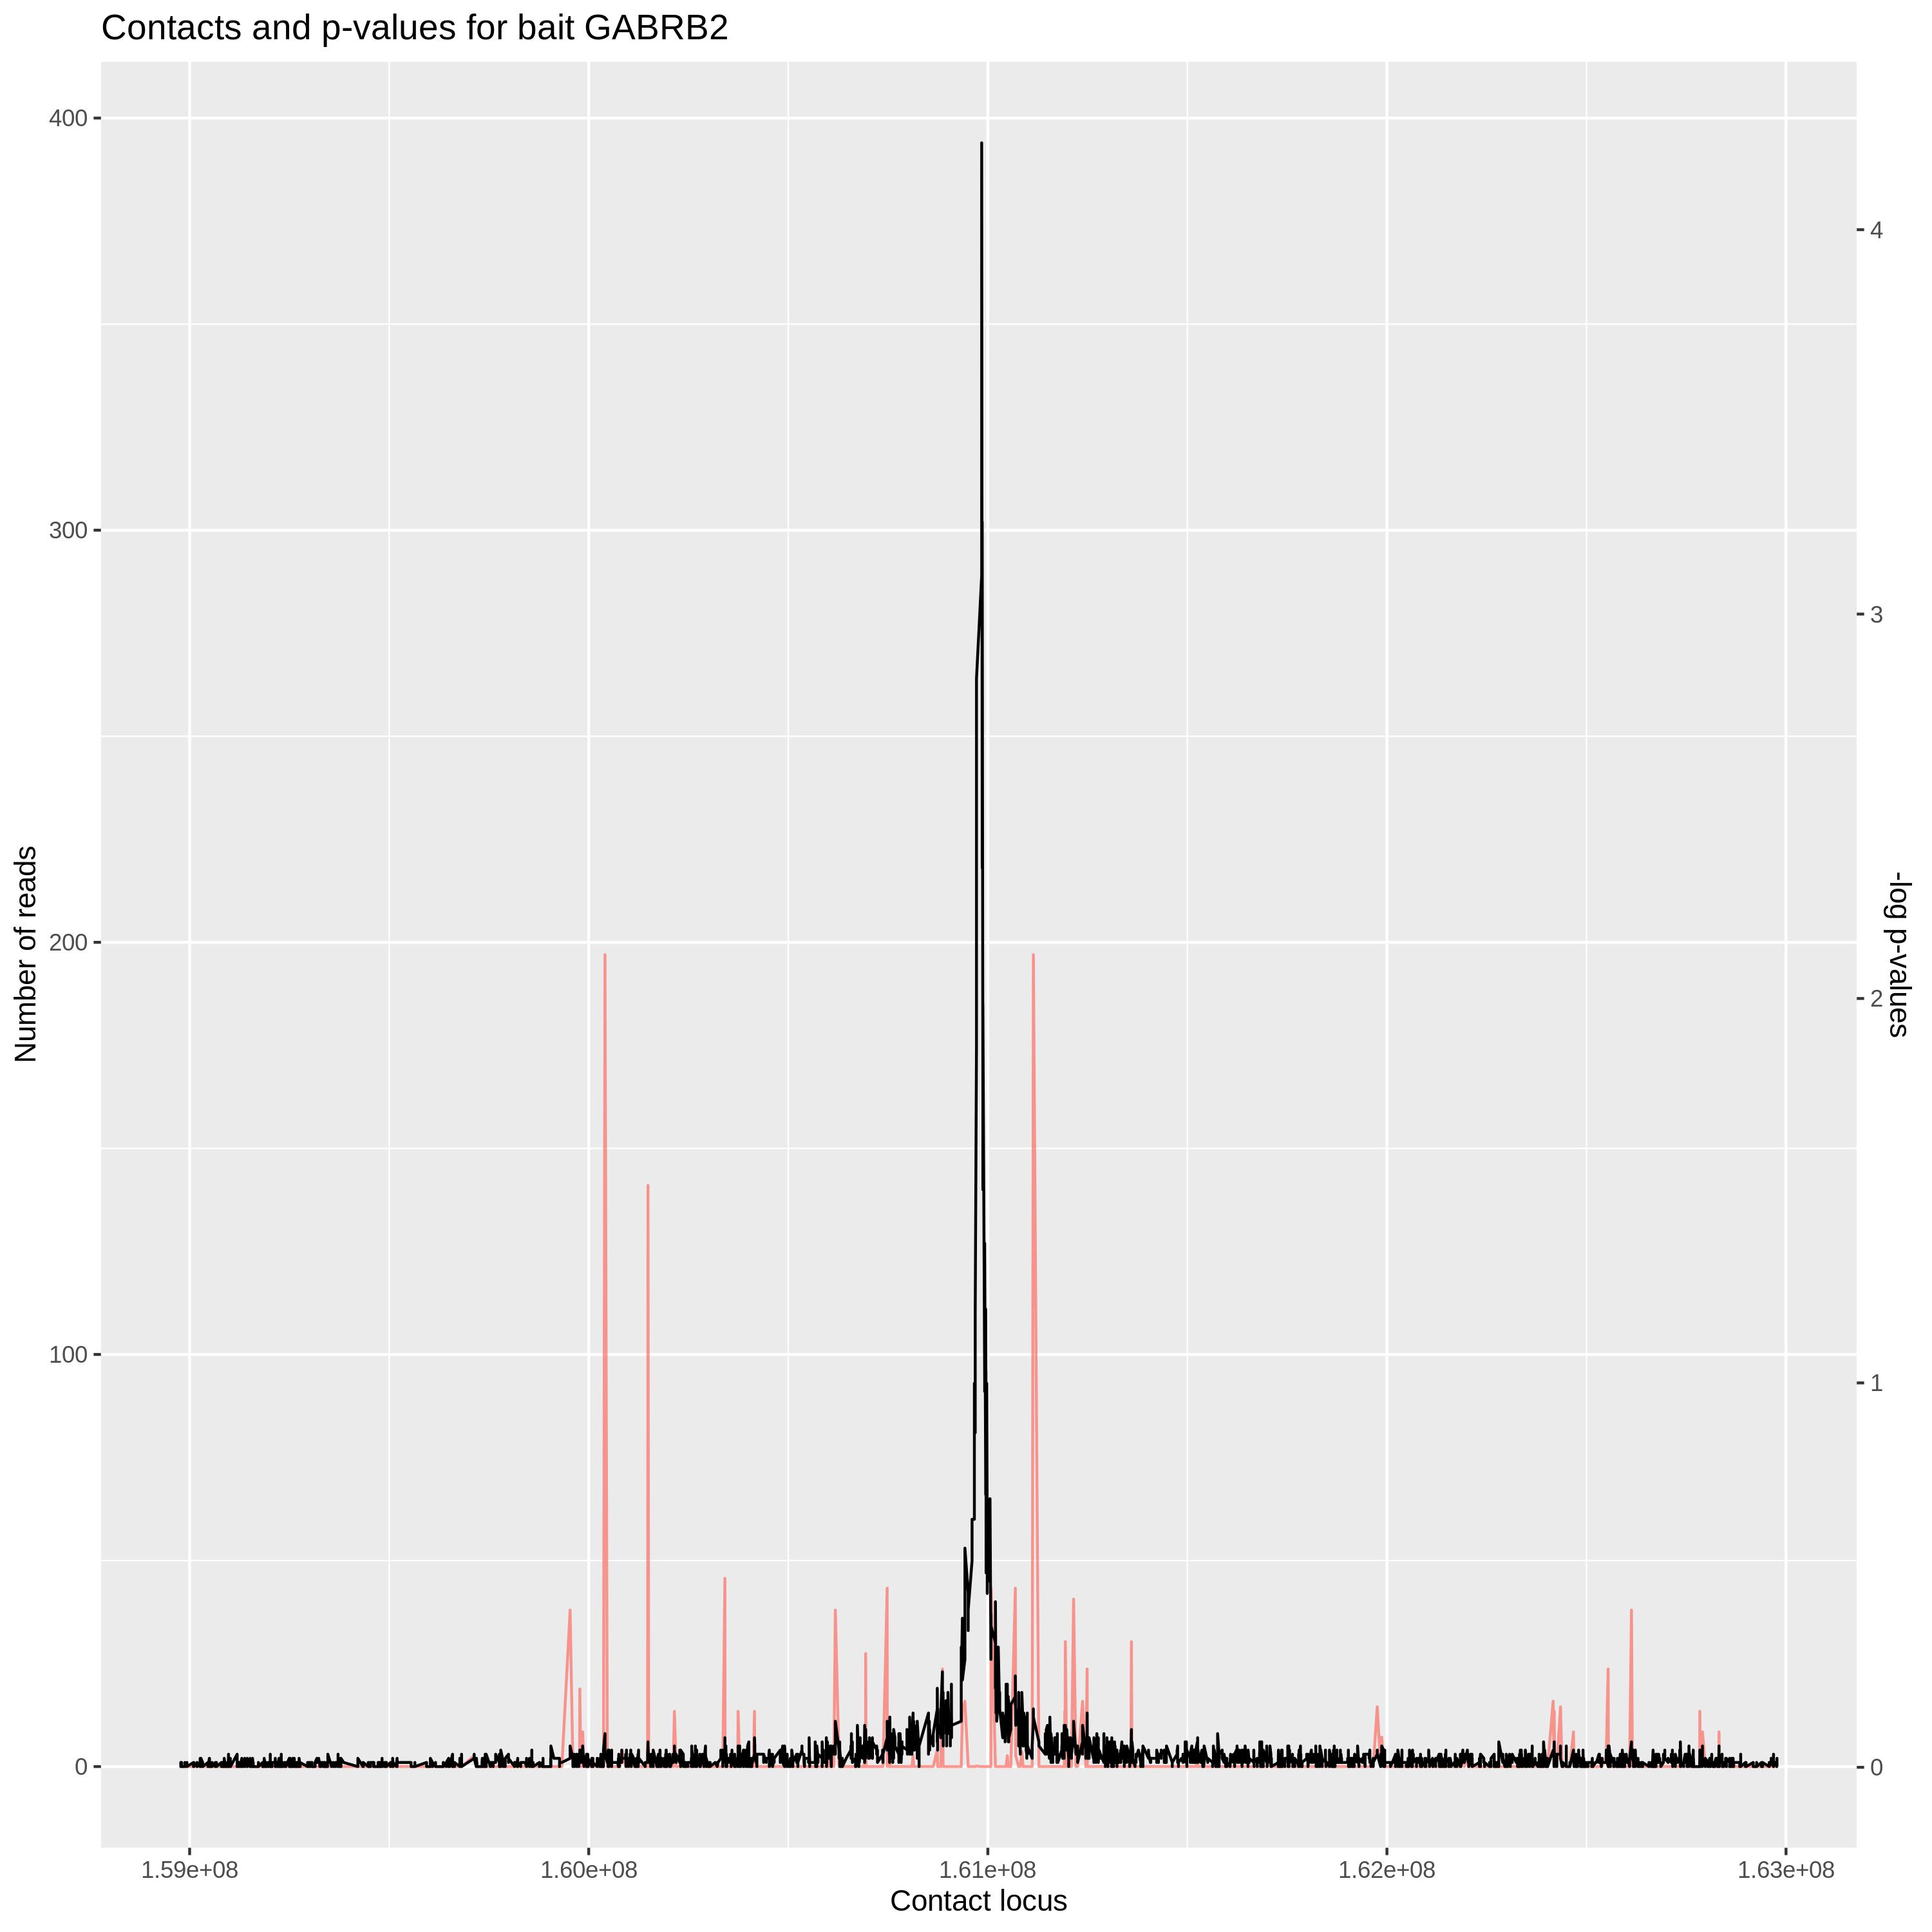 Contacts and p-values for bait GABRB2
400
300
200
100
0
Number of reads
4
3
2
1
0
-log p-values
1.59e+08
1.60e+08
1.61e+08
1.62e+08
1.63e+08
Contact locus